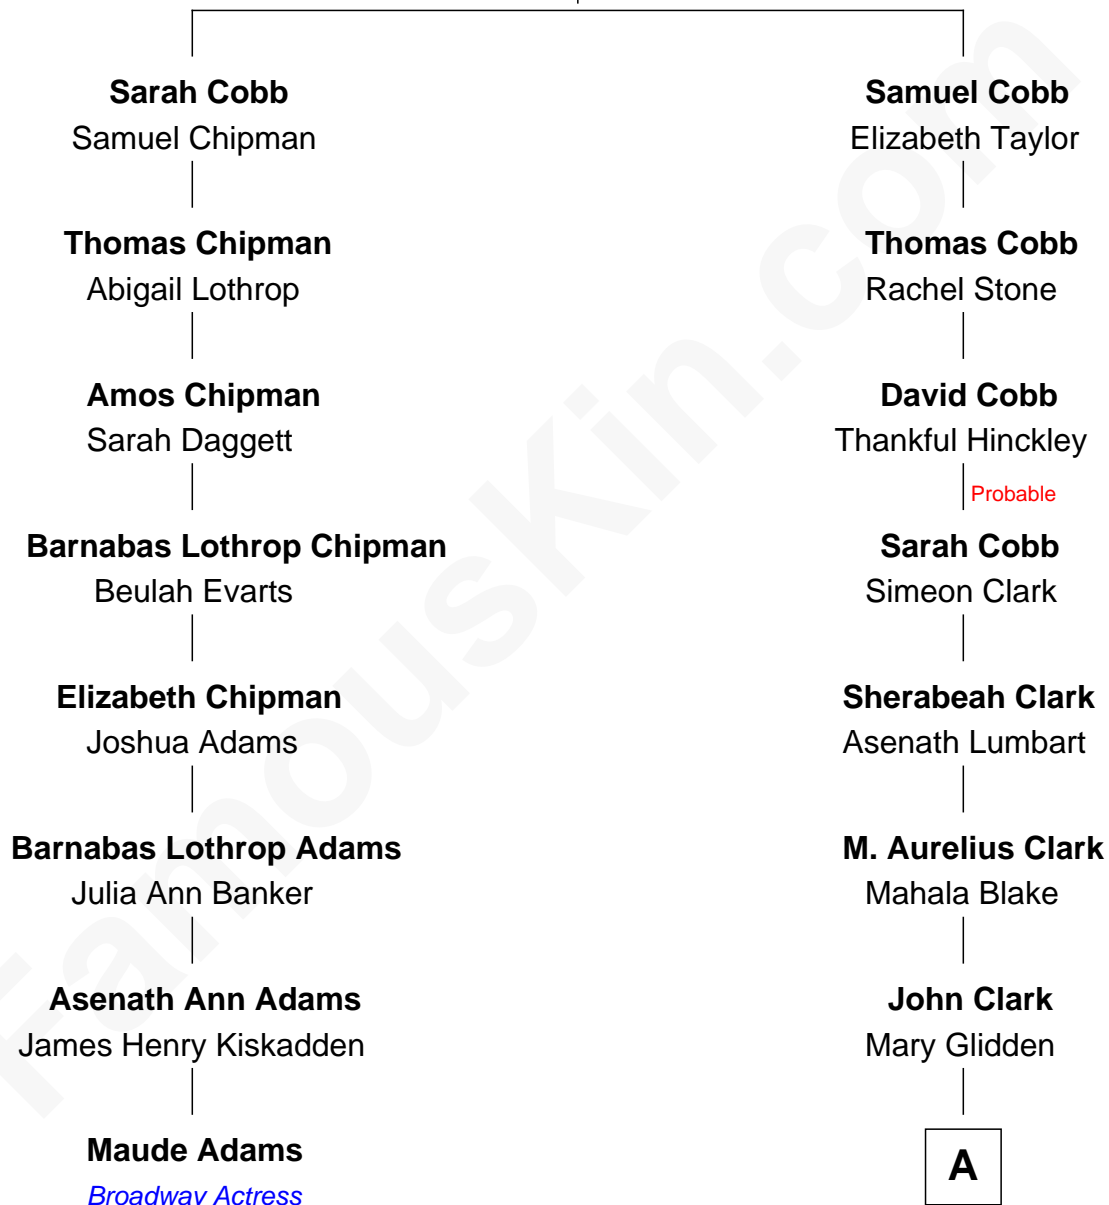 Sarah Cobb
Samuel Chipman
Thomas Chipman
Abigail Lothrop
Amos Chipman
Sarah Daggett
Barnabas Lothrop Chipman
Beulah Evarts
Elizabeth Chipman
Joshua Adams
Barnabas Lothrop Adams
Julia Ann Banker
Asenath Ann Adams
James Henry Kiskadden
Maude Adams
Broadway Actress
Samuel Cobb
Elizabeth Taylor
Thomas Cobb
Rachel Stone
David Cobb
Thankful Hinckley
Probable
Sarah Cobb
Simeon Clark
Sherabeah Clark
Asenath Lumbart
M. Aurelius Clark
Mahala Blake
John Clark
Mary Glidden
A
FamousKin.com